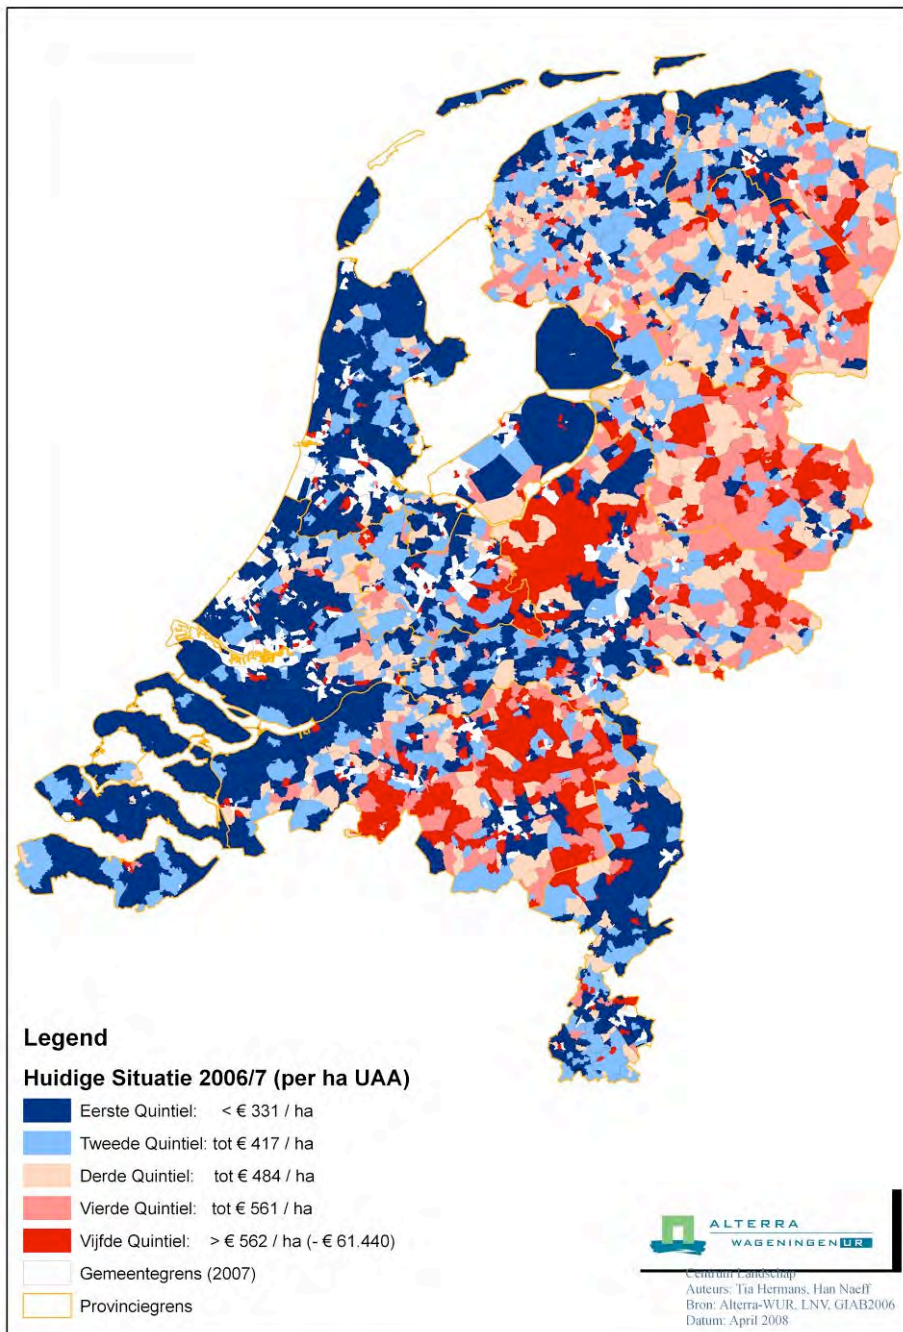 Legend
Huidige Situatie 2006/7 (per ha UAA)
Eerste Quintiel: < € 331 / ha
Tweede Quintiel: tot € 417 / ha
Derde Quintiel: tot € 484 / ha
Vierde Quintiel: tot € 561 / ha
Vijfde Quintiel: > € 562 / ha (- € 61.440)
Gemeentegrens (2007)
Provinciegrens
ALTERRA
WAGENINGEN UR
Centrum Landschap
Auteurs: Tia Hermans, Han Naeff
Bron: Alterra-WUR, LNV, GIAB2006
Datum: April 2008